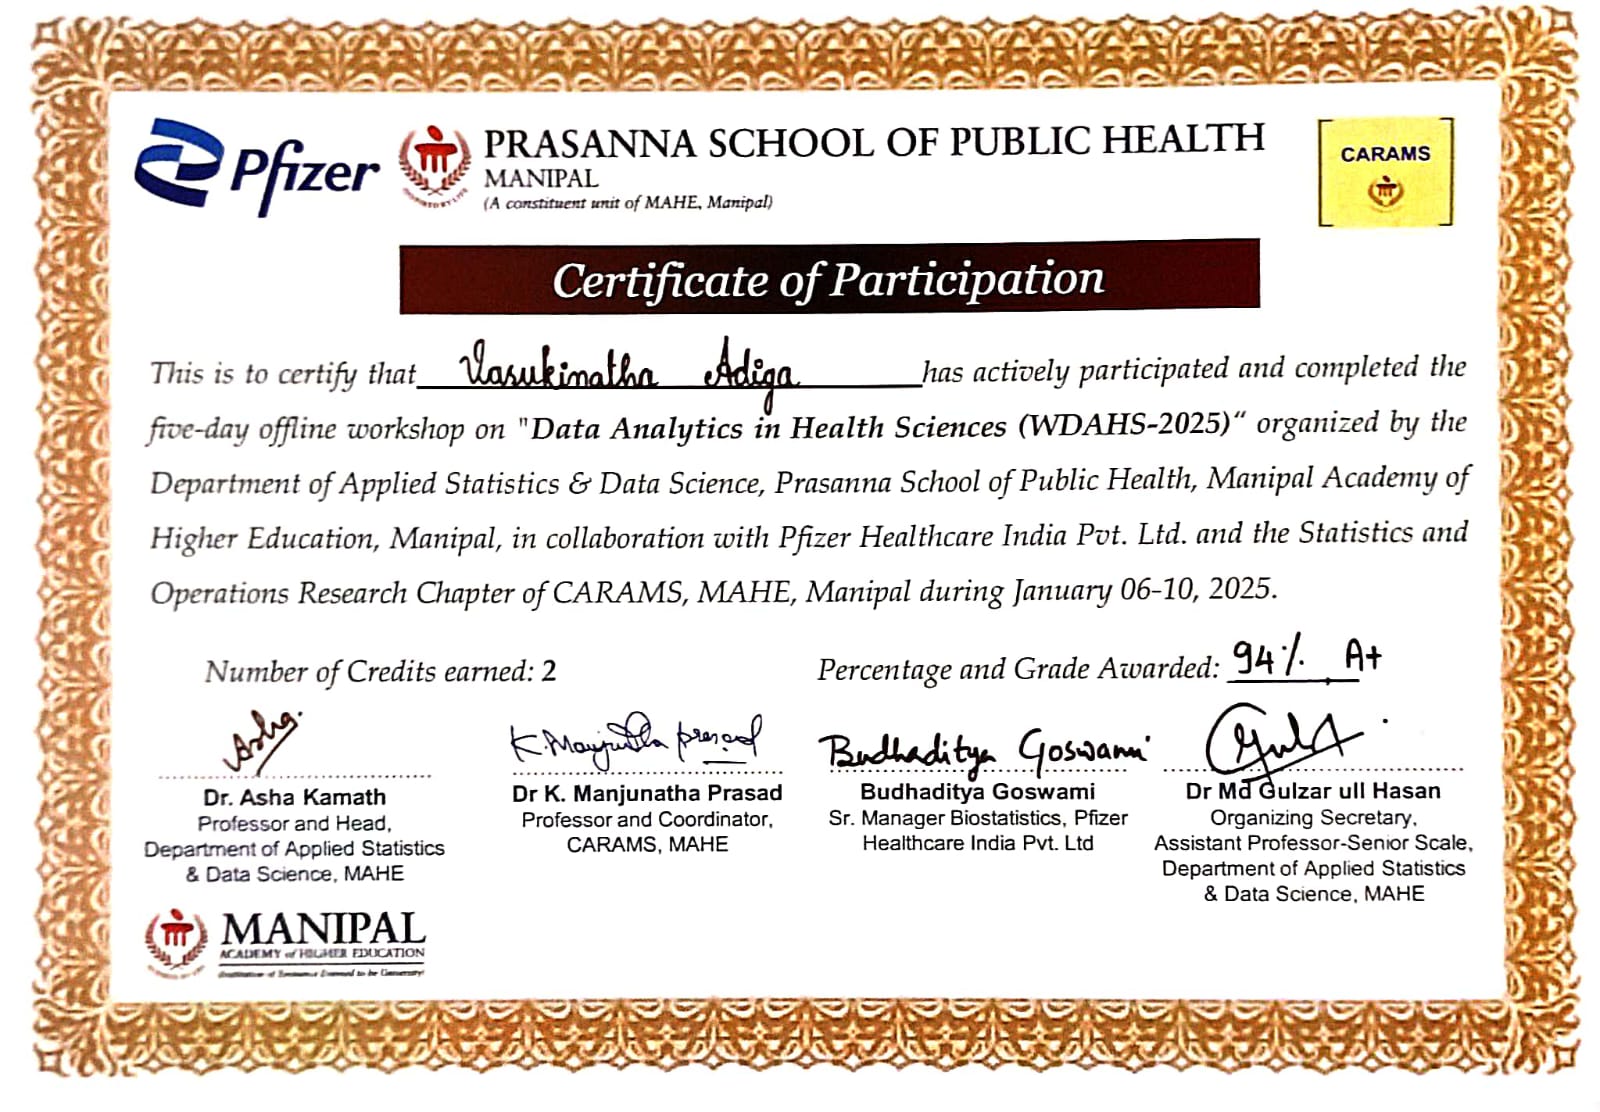 Pfizer
PRASANNA SCHOOL OF PUBLIC HEALTH
MANIPAL
(A constituent unit of MAHE, Manipal)
CARAMS
Certificate of Participation
This is to certify that Vasukinatha Adiga has actively participated and completed the
five-day offline workshop on "Data Analytics in Health Sciences (WDAHS-2025)“ organized by the
Department of Applied Statistics & Data Science, Prasanna School of Public Health, Manipal Academy of
Higher Education, Manipal, in collaboration with Pfizer Healthcare India Pvt. Ltd. and the Statistics and
Operations Research Chapter of CARAMS, MAHE, Manipal during January 06-10, 2025.
Number of Credits earned: 2
Percentage and Grade Awarded: 94% A+
Asha
K. Manjunatha Prasad
Budhaditya Goswami
Dr. Asha Kamath
Professor and Head,
Department of Applied Statistics
& Data Science, MAHE
Dr K. Manjunatha Prasad
Professor and Coordinator,
CARAMS, MAHE
Budhaditya Goswami
Sr. Manager Biostatistics, Pfizer
Healthcare India Pvt. Ltd
Dr Md Gulzar ull Hasan
Organizing Secretary,
Assistant Professor-Senior Scale,
Department of Applied Statistics
& Data Science, MAHE
MANIPAL
ACADEMY of HIGHER EDUCATION
(Institution of Eminence Deemed to be University)